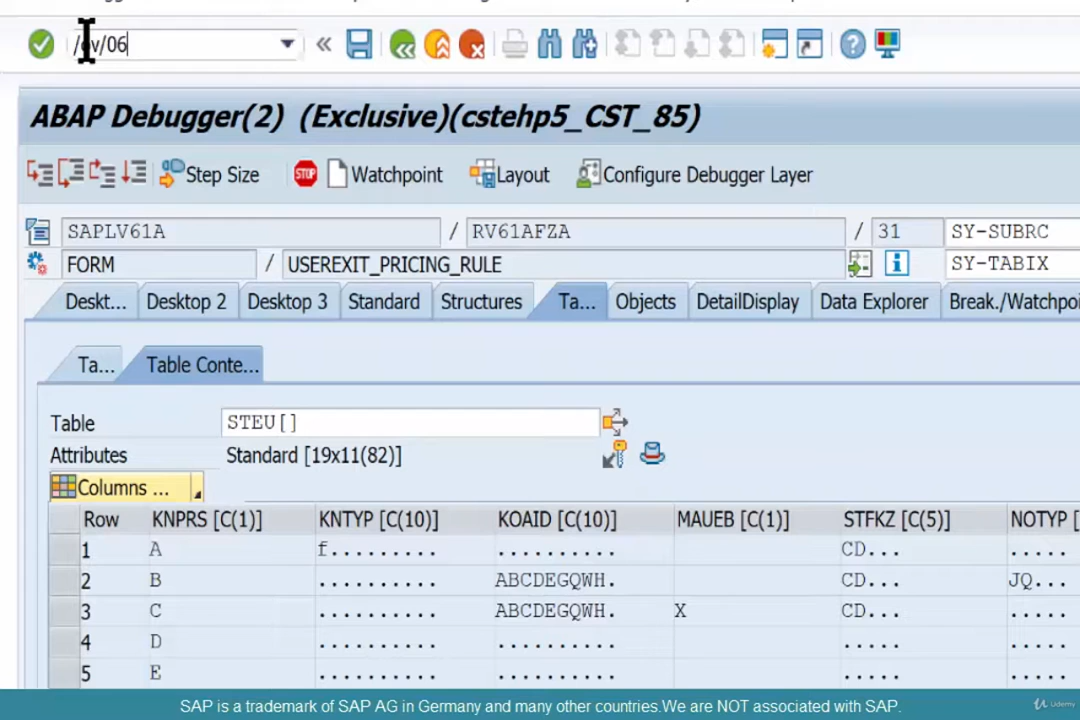 06
ABAP Debugger(2) (Exclusive)(cstehp5_CST_85)
Step Size STOP Watchpoint Layout Configure Debugger Layer
SAPLV61A / RV61AFZA / 31 SY-SUBRC
FORM / USEREXIT_PRICING_RULE SY-TABIX
Deskt... Desktop 2 Desktop 3 Standard Structures Ta... Objects DetailDisplay Data Explorer Break./Watchpoi
Ta... Table Conte...
Table STEU[]
Attributes Standard [19x11(82)]
Columns ...
Row KNPRS [C(1)] KNTYP [C(10)] KOAID [C(10)] MAUEB [C(1)] STFKZ [C(5)] NOTYP [
1 A f......... .......... CD... .....
2 B .......... ABCDEGQWH. CD... JQ...
3 C .......... ABCDEGQWH. X CD... .....
4 D .......... .......... ..... .....
5 E .......... .......... ..... .....
SAP is a trademark of SAP AG in Germany and many other countries.We are NOT associated with SAP.
Udemy